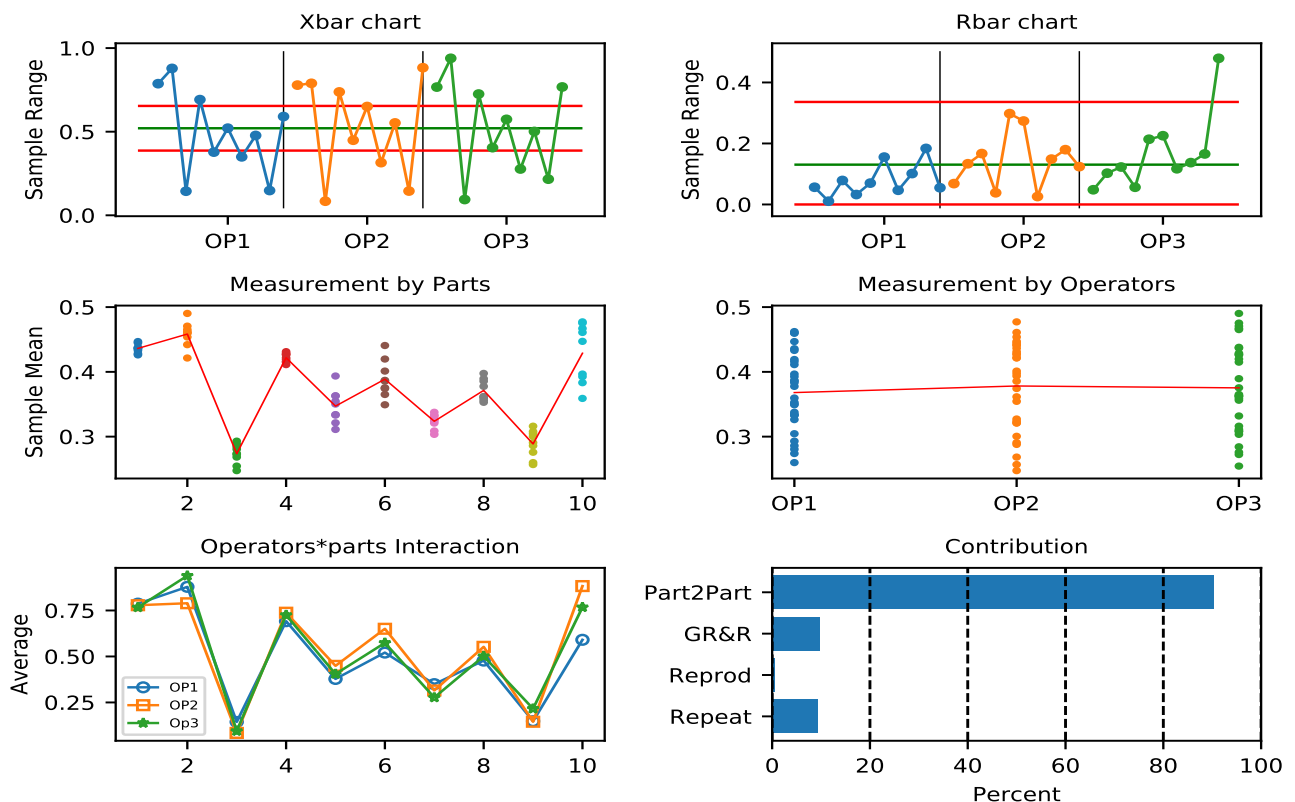 Xbar chart
Sample Range
1.0
0.5
0.0
OP1 OP2 OP3
Rbar chart
Sample Range
0.4
0.2
0.0
OP1 OP2 OP3
Measurement by Parts
Sample Mean
0.5
0.4
0.3
2 4 6 8 10
Measurement by Operators
0.5
0.4
0.3
OP1 OP2 OP3
Operators*parts Interaction
Average
0.75
0.50
0.25
OP1
OP2
Op3
2 4 6 8 10
Contribution
Part2Part
GR&R
Reprod
Repeat
0 20 40 60 80 100
Percent